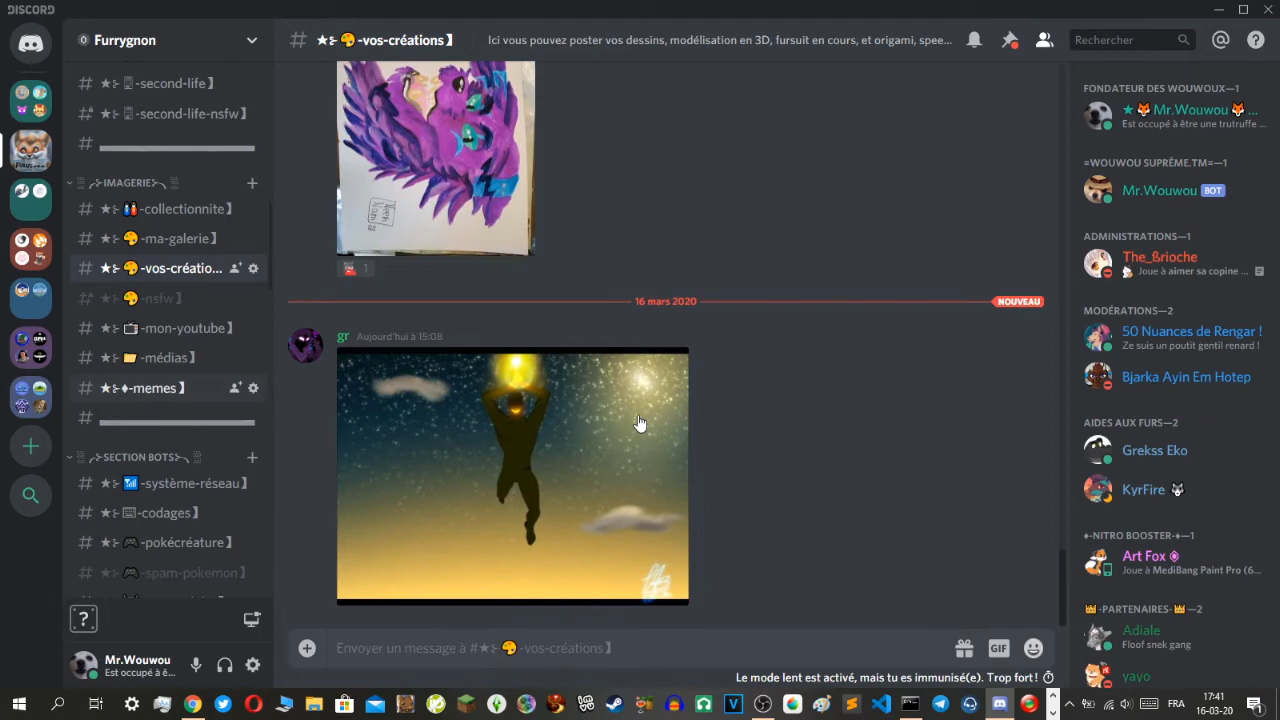 DISCORD
Furrygnon
★⊱🎨-vos-créations】
Ici vous pouvez poster vos dessins, modélisation en 3D, fursuit en cours, et origami, spee...
Rechercher
★⊱-second-life】
★⊱-second-life-nsfw】
IMAGERIE
★⊱-collectionnite】
★⊱🎨-ma-galerie】
★⊱🎨-vos-créatio...
★⊱🎨-nsfw】
★⊱📺-mon-youtube】
★⊱📁-médias】
★⊱♦-memes】
SECTION BOTS
★⊱📶-système-réseau】
★⊱⌨-codages】
★⊱🎮-pokécréature】
★⊱🎮-spam-pokemon】
?
Mr.Wouwou
Est occupé à ê...
1
16 mars 2020
NOUVEAU
gr Aujourd'hui à 15:08
Envoyer un message à #★⊱🎨-vos-créations】
GIF
Le mode lent est activé, mais tu es immunisé(e). Trop fort !
FONDATEUR DES WOUWOUX—1
★🦊Mr.Wouwou🦊...
Est occupé à être une trutruffe ...
=WOUWOU SUPRÊME.TM=—1
Mr.Wouwou BOT
ADMINISTRATIONS—1
The_ßrioche
Joue à aimer sa copine ...
MODÉRATIONS—2
50 Nuances de Rengar !
Ze suis un poutit gentil renard !
Bjarka Ayin Em Hotep
AIDES AUX FURS—2
Grekss Eko
KyrFire🐺
♦-NITRO BOOSTER-♦—1
Art Fox
Joue à MediBang Paint Pro (6...
👑-PARTENAIRES-👑—2
Adiale
Floof snek gang
yayo
FRA
17:41
16-03-20